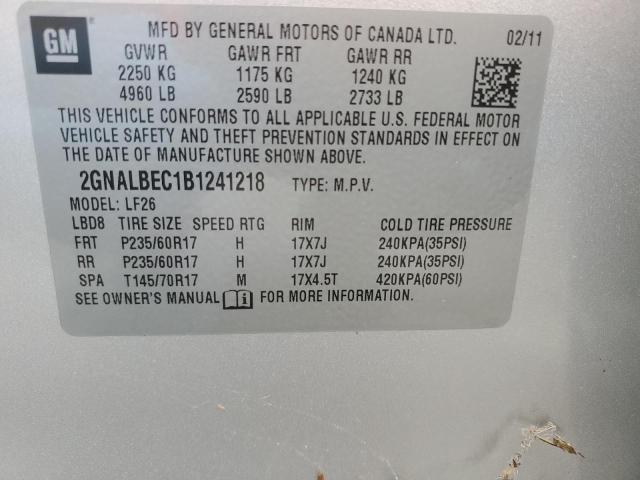 GM
MFD BY GENERAL MOTORS OF CANADA LTD. 02/11
GVWR GAWR FRT GAWR RR
2250 KG 1175 KG 1240 KG
4960 LB 2590 LB 2733 LB
THIS VEHICLE CONFORMS TO ALL APPLICABLE U.S. FEDERAL MOTOR
VEHICLE SAFETY AND THEFT PREVENTION STANDARDS IN EFFECT ON
THE DATE OF MANUFACTURE SHOWN ABOVE.
2GNALBEC1B1241218 TYPE: M.P.V.
MODEL: LF26
LBD8 TIRE SIZE SPEED RTG RIM COLD TIRE PRESSURE
FRT P235/60R17 H 17X7J 240KPA(35PSI)
RR P235/60R17 H 17X7J 240KPA(35PSI)
SPA T145/70R17 M 17X4.5T 420KPA(60PSI)
SEE OWNER'S MANUAL FOR MORE INFORMATION.